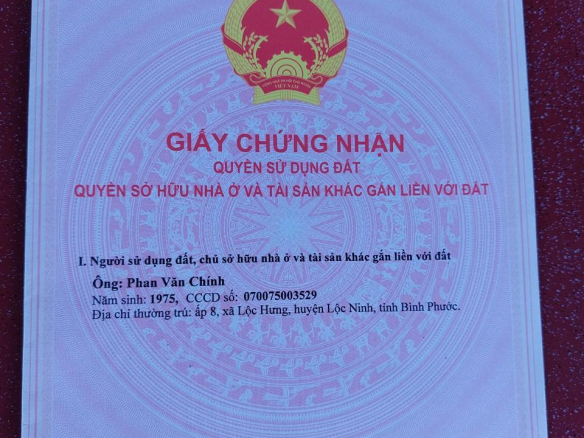 GIẤY CHỨNG NHẬN
QUYỀN SỬ DỤNG ĐẤT
QUYỀN SỞ HỮU NHÀ Ở VÀ TÀI SẢN KHÁC GẮN LIỀN VỚI ĐẤT
I. Người sử dụng đất, chủ sở hữu nhà ở và tài sản khác gắn liền với đất
Ông: Phan Văn Chính
Năm sinh: 1975, CCCD số: 070075003529
Địa chỉ thường trú: ấp 8, xã Lộc Hưng, huyện Lộc Ninh, tỉnh Bình Phước.